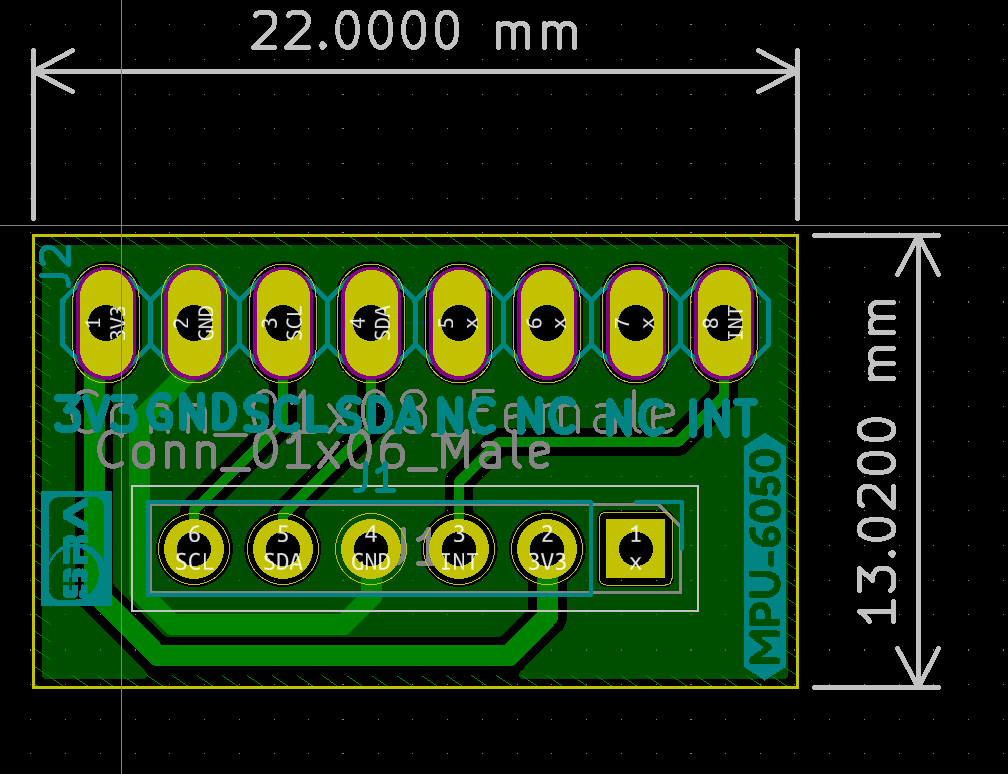 22.0000 mm
J2
1 3V3
2 GND
3 SCL
4 SDA
5 x
6 x
7 x
8 INT
3V3 GND SCL SDA NC NC NC INT
Conn_01x08_Female
Conn_01x06_Male
J1
6 SCL
5 SDA
4 GND
J1
3 INT
2 3V3
1 x
MPU-6050
13.0200 mm